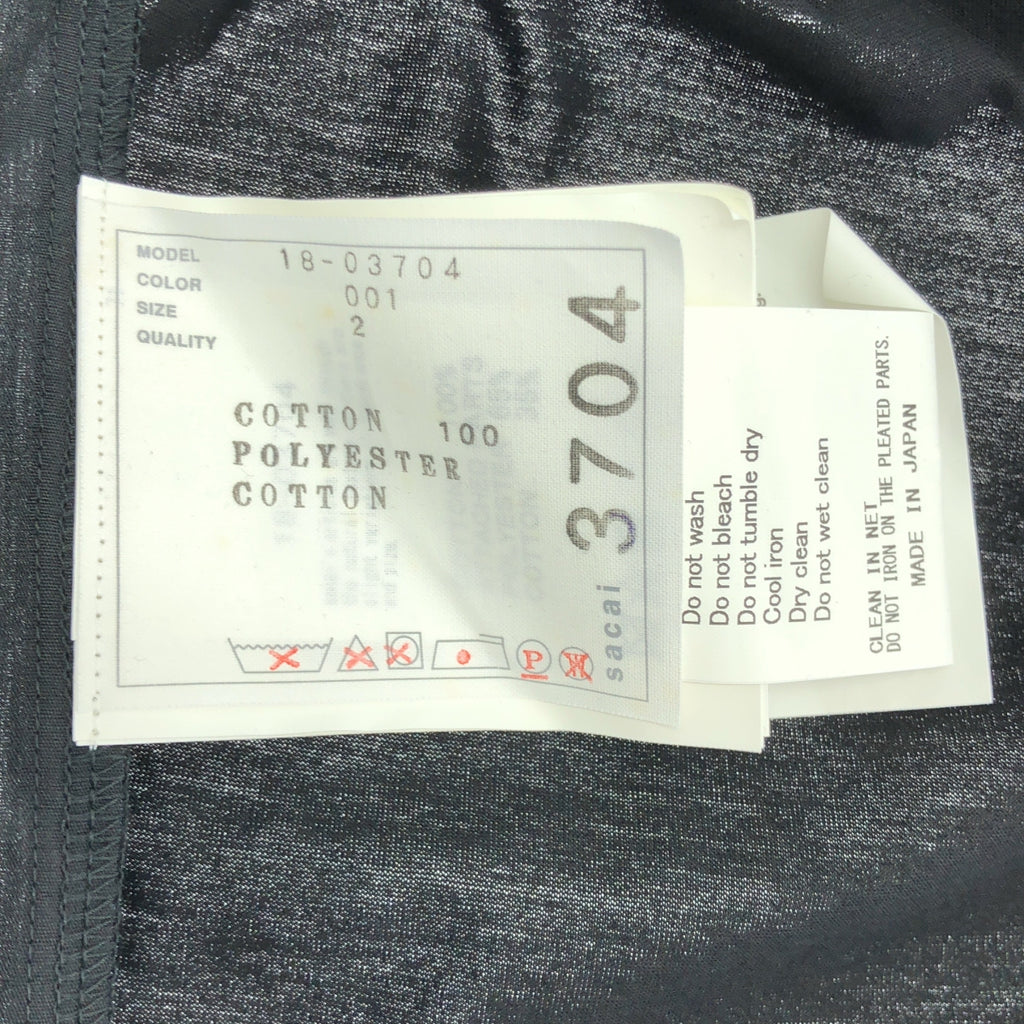 MODEL 18-03704
COLOR 001
SIZE 2
QUALITY
COTTON 100
POLYESTER
COTTON
sacai 3704
P
W
Do not wash
Do not bleach
Do not tumble dry
Cool iron
Dry clean
Do not wet clean
CLEAN IN NET
DO NOT IRON ON THE PLEATED PARTS.
MADE IN JAPAN